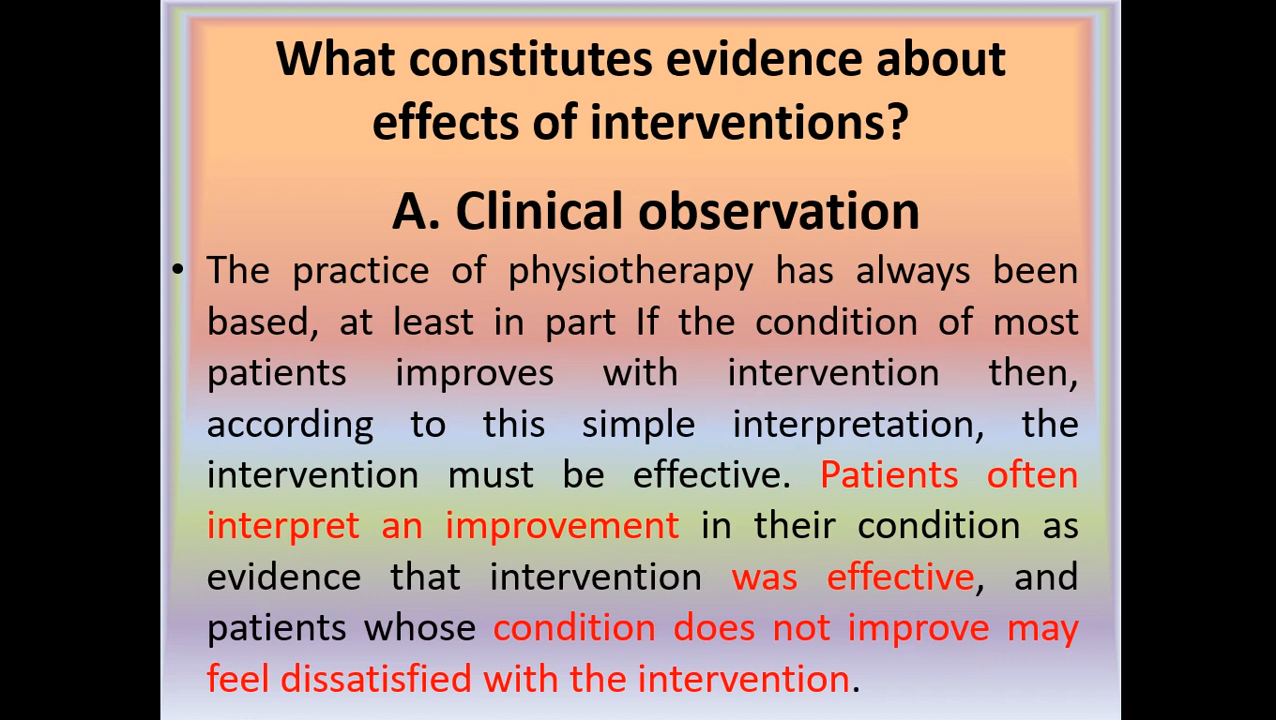 What constitutes evidence about
effects of interventions?
A. Clinical observation
• The practice of physiotherapy has always been
based, at least in part If the condition of most
patients improves with intervention then,
according to this simple interpretation, the
intervention must be effective. Patients often
interpret an improvement in their condition as
evidence that intervention was effective, and
patients whose condition does not improve may
feel dissatisfied with the intervention.